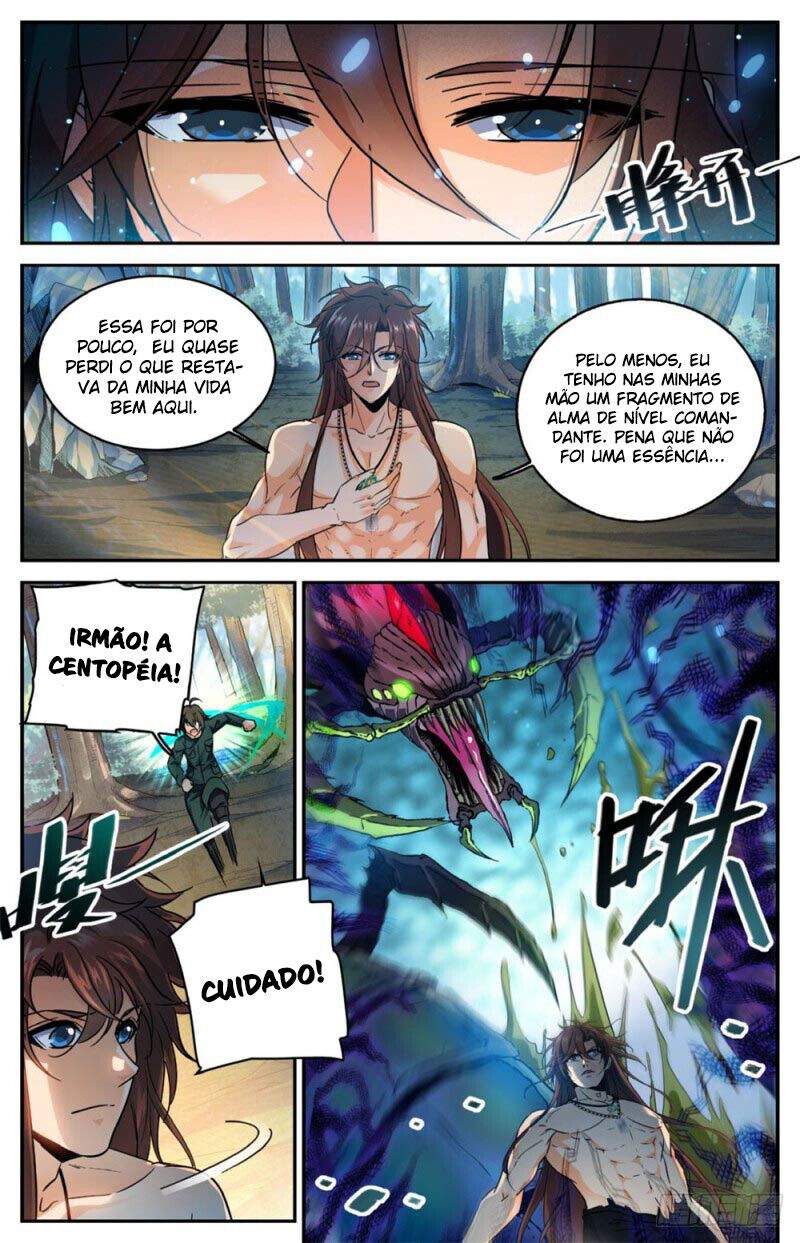 睁开
ESSA FOI POR
POUCO, EU QUASE
PERDI O QUE RESTA-
VA DA MINHA VIDA
BEM AQUI.
PELO MENOS, EU
TENHO NAS MINHAS
MÃO UM FRAGMENTO DE
ALMA DE NÍVEL COMAN-
DANTE. PENA QUE NÃO
FOI UMA ESSÊNCIA...
IRMÃO! A
CENTOPÉIA!
CUIDADO!